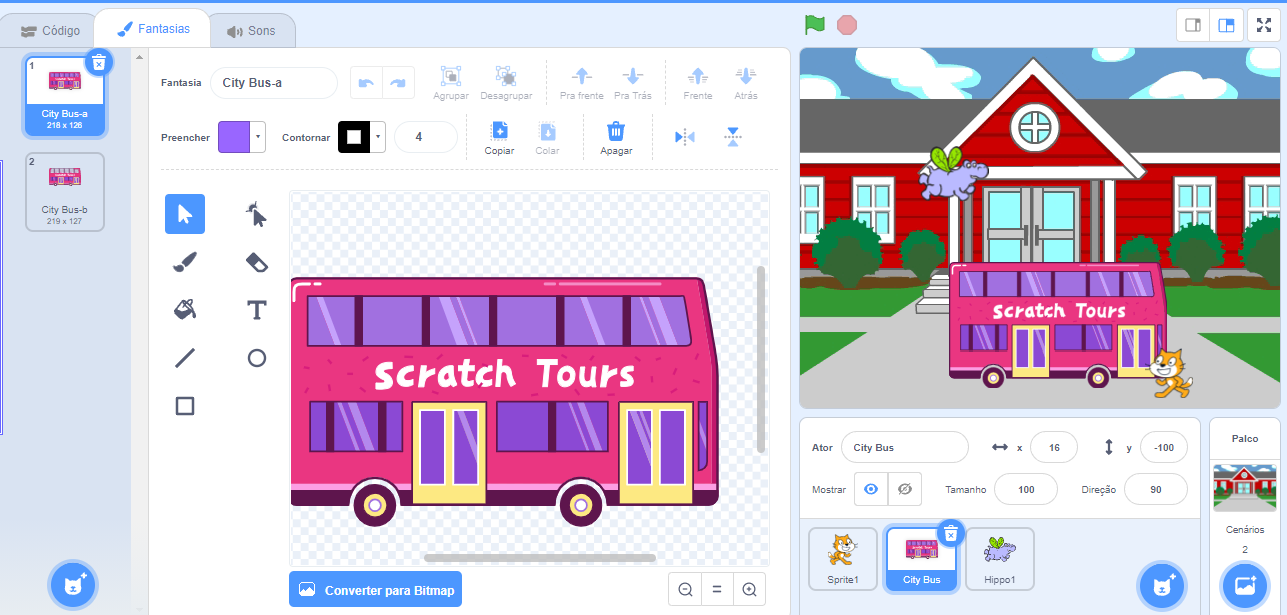 Código
Fantasias
Sons
1
City Bus-a
218 x 126
2
City Bus-b
219 x 127
Fantasia
City Bus-a
Agrupar
Desagrupar
Pra frente
Pra Trás
Frente
Atrás
Preencher
Contornar
4
Copiar
Colar
Apagar
T
Scratch Tours
Converter para Bitmap
Scratch Tours
Ator
City Bus
x
16
y
-100
Mostrar
Tamanho
100
Direção
90
Sprite1
City Bus
Hippo1
Palco
Cenários
2